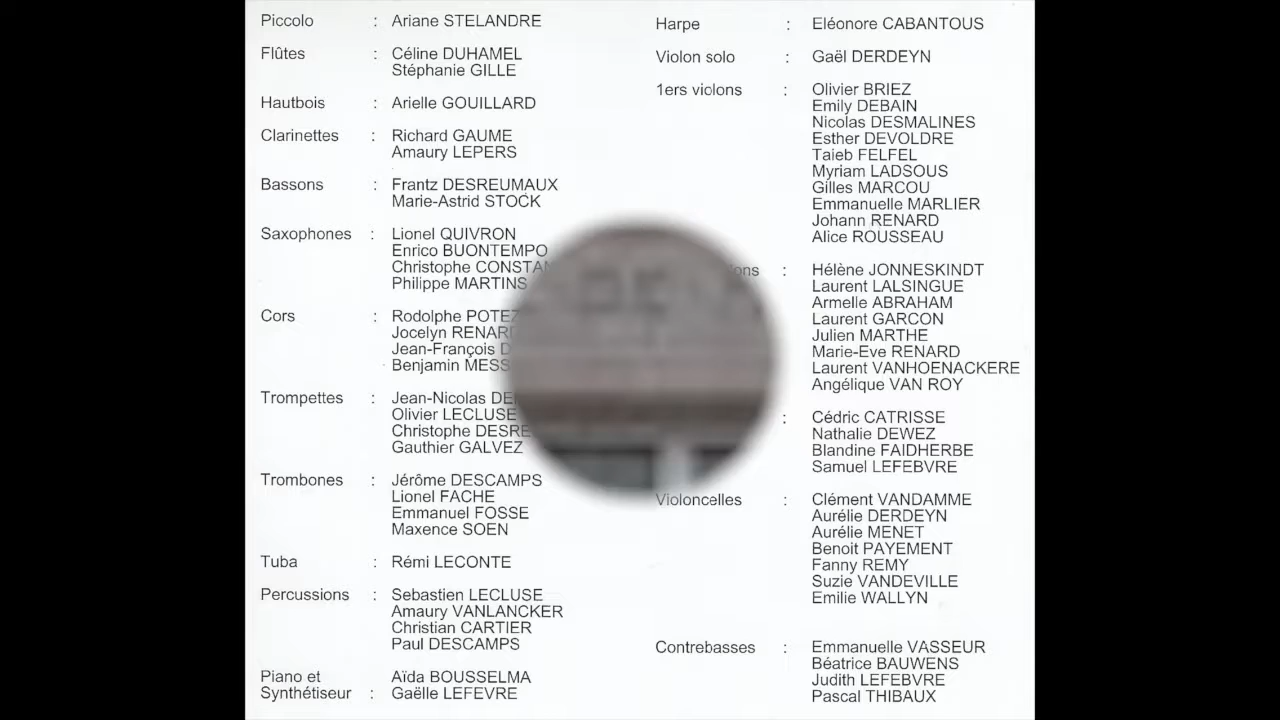 Piccolo : Ariane STELANDRE
Flûtes : Céline DUHAMEL
Stéphanie GILLE
Hautbois : Arielle GOUILLARD
Clarinettes : Richard GAUME
Amaury LEPERS
Bassons : Frantz DESREUMAUX
Marie-Astrid STOCK
Saxophones : Lionel QUIVRON
Enrico BUONTEMPO
Christophe
Philippe MARTINS
Cors : Rodolphe
Jocelyn
Jean-François
Benjamin
Trompettes : Jean-Nicolas
Olivier LECLUSE
Christophe
Gauthier GALVEZ
Trombones : Jérôme DESCAMPS
Lionel FACHE
Emmanuel FOSSE
Maxence SOEN
Tuba : Rémi LECONTE
Percussions : Sebastien LECLUSE
Amaury VANLANCKER
Christian CARTIER
Paul DESCAMPS
Piano et Aïda BOUSSELMA
Synthétiseur : Gaëlle LEFEVRE
Harpe : Eléonore CABANTOUS
Violon solo : Gaël DERDEYN
1ers violons : Olivier BRIEZ
Emily DEBAIN
Nicolas DESMALINES
Esther DEVOLDRE
Taieb FELFEL
Myriam LADSOUS
Gilles MARCOU
Emmanuelle MARLIER
Johann RENARD
Alice ROUSSEAU
: Hélène JONNESKINDT
Laurent LALSINGUE
Armelle ABRAHAM
Laurent GARCON
Julien MARTHE
Marie-Eve RENARD
Laurent VANHOENACKERE
Angélique VAN ROY
: Cédric CATRISSE
Nathalie DEWEZ
Blandine FAIDHERBE
Samuel LEFEBVRE
Violoncelles : Clément VANDAMME
Aurélie DERDEYN
Aurélie MENET
Benoit PAYEMENT
Fanny REMY
Suzie VANDEVILLE
Emilie WALLYN
Contrebasses : Emmanuelle VASSEUR
Béatrice BAUWENS
Judith LEFEBVRE
Pascal THIBAUX